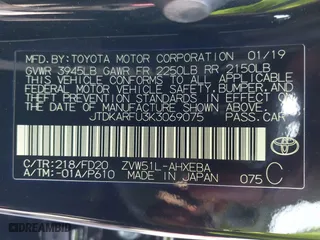 MFD. BY: TOYOTA MOTOR CORPORATION 01/19
GVWR 3945LB GAWR FR 2250LB RR 2150LB
THIS VEHICLE CONFORMS TO ALL APPLICABLE
FEDERAL MOTOR VEHICLE SAFETY, BUMPER, AND
THEFT PREVENTION STANDARDS IN EFFECT ON THE
DATE OF MANUFACTURE SHOWN ABOVE.
JTDKARFU3K3069075 PASS.CAR
C/TR:218/FD20 ZVW51L-AHXEBA
A/TM:-01A/P610 MADE IN JAPAN 075 C
TOYOTA